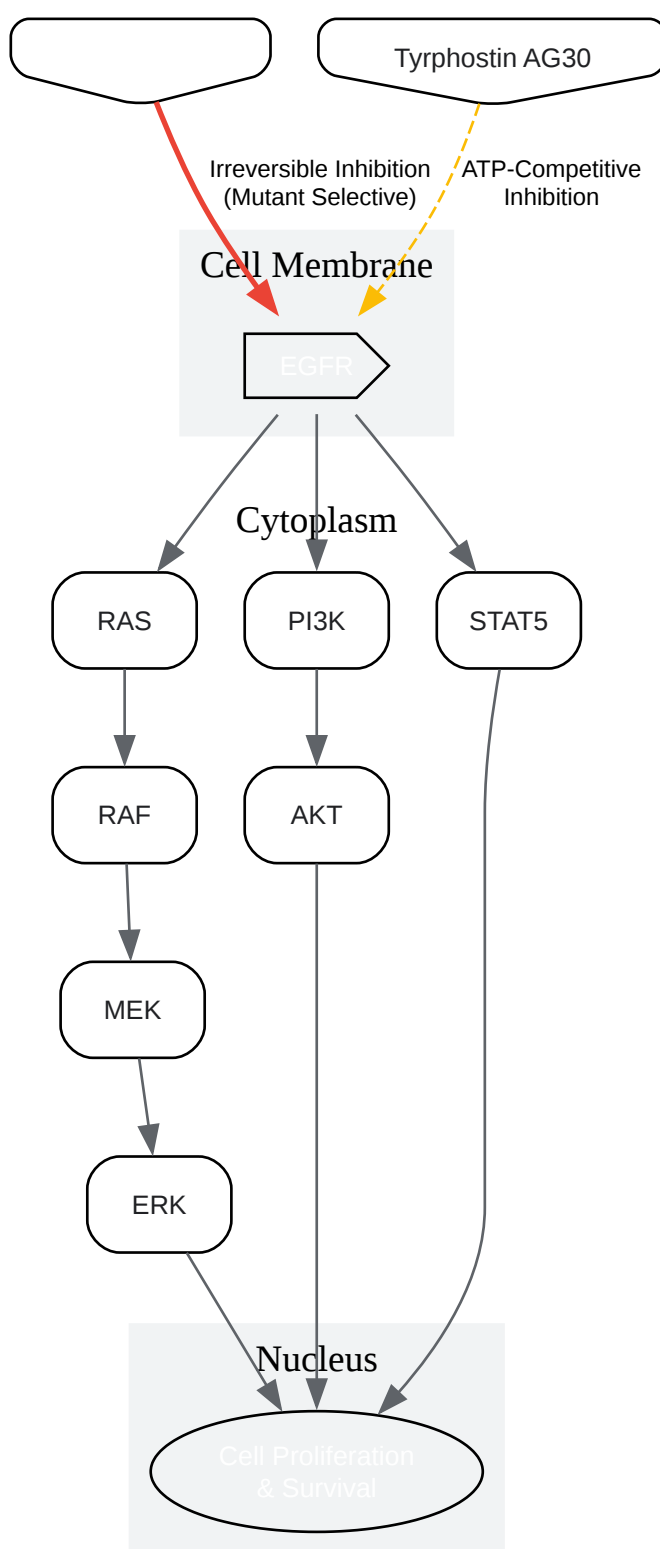 Tyrphostin AG30
Irreversible Inhibition
(Mutant Selective)
ATP-Competitive
Inhibition
Cell Membrane
EGFR
Cytoplasm
RAS
PI3K
STAT5
RAF
AKT
MEK
ERK
Nucleus
Cell Proliferation
& Survival